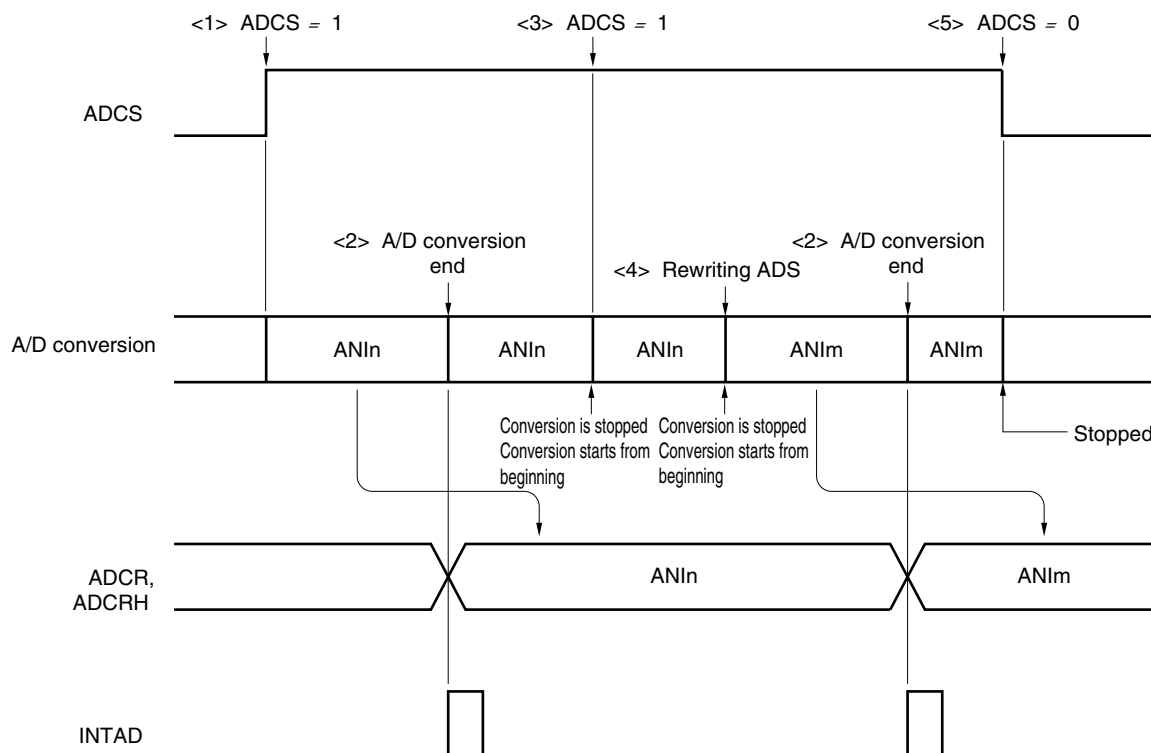 <1> ADCS = 1
<3> ADCS = 1
<5> ADCS = 0
ADCS
<2> A/D conversion
end
<4> Rewriting ADS
<2> A/D conversion
end
A/D conversion
ANIn
ANIn
ANIn
ANIm
ANIm
Conversion is stopped
Conversion starts from
beginning
Conversion is stopped
Conversion starts from
beginning
Stopped
ADCR,
ADCRH
ANIn
ANIm
INTAD